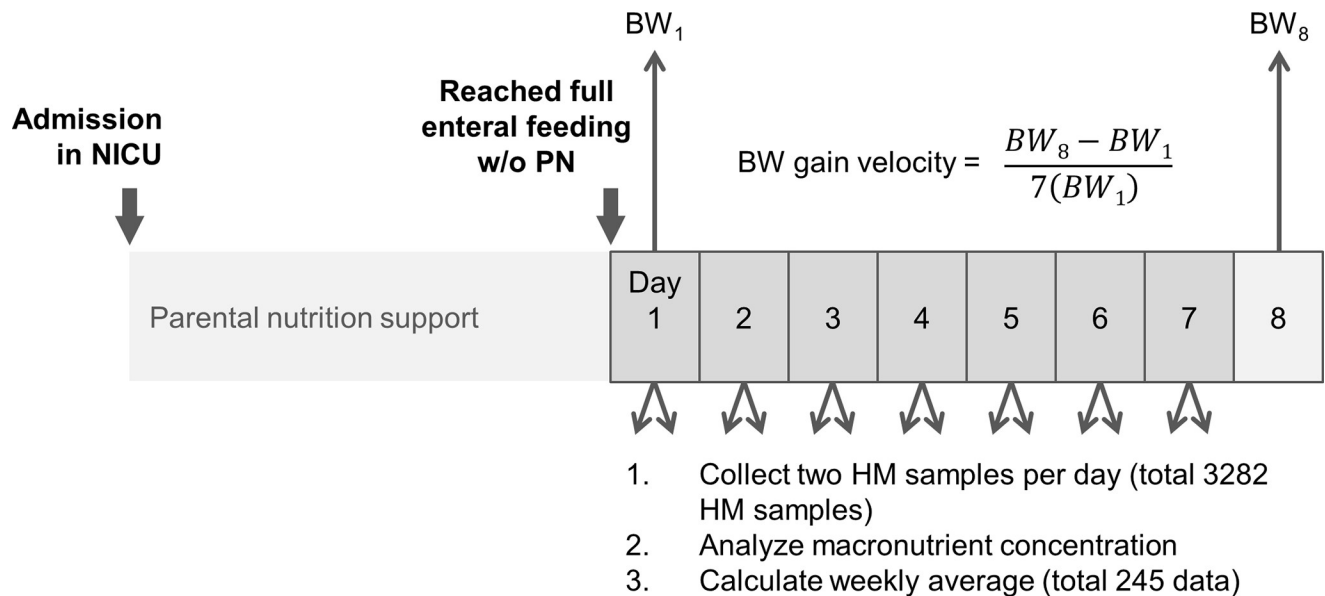 BW₁
BW₈
Reached full
enteral feeding
w/o PN
Admission
in NICU
BW gain velocity = (BW₈ − BW₁) / 7(BW₁)
Parental nutrition support
Day
1 2 3 4 5 6 7 8
1. Collect two HM samples per day (total 3282
HM samples)
2. Analyze macronutrient concentration
3. Calculate weekly average (total 245 data)